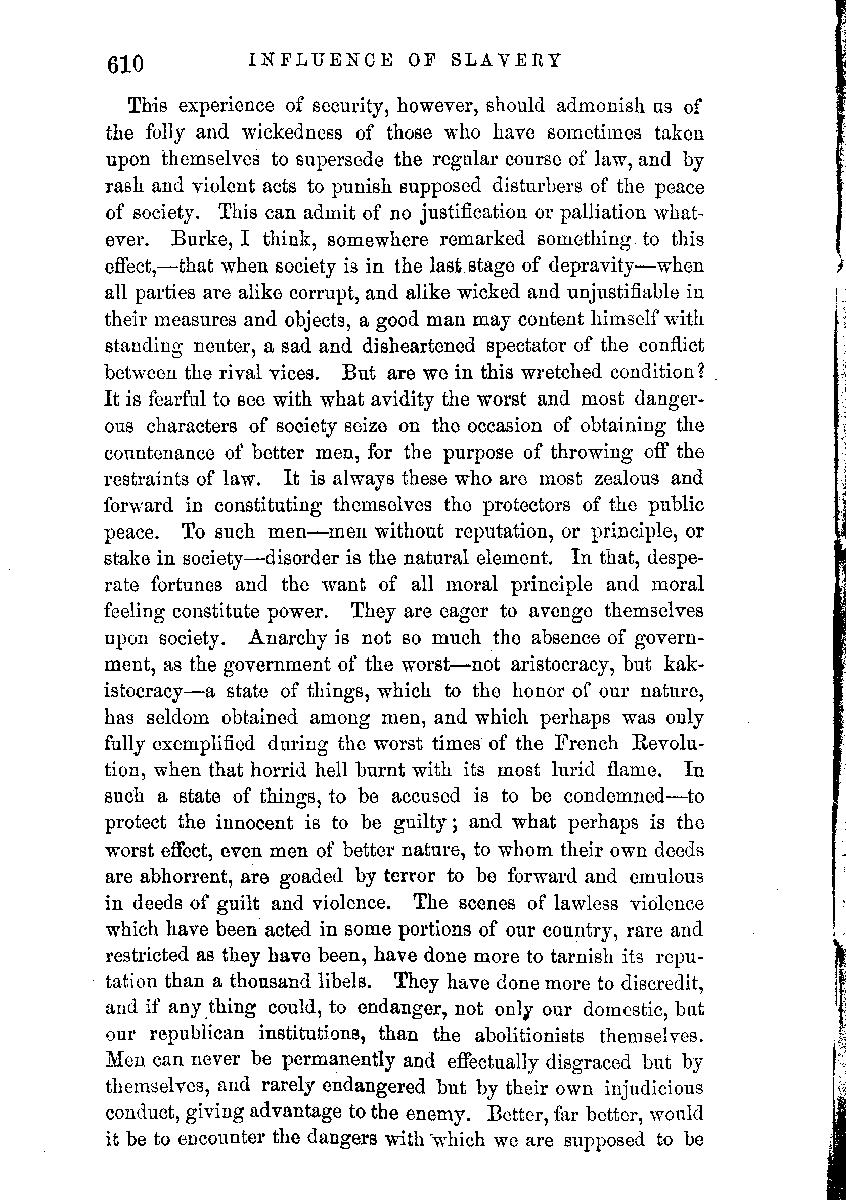 610 INFLUENCE OF SLAVERY
This experience of security, however, should admonish us of
the folly and wickedness of those who have sometimes taken
upon themselves to supersede the regular course of law, and by
rash and violent acts to punish supposed disturbers of the peace
of society. This can admit of no justification or palliation what-
ever. Burke, I think, somewhere remarked something to this
effect,—that when society is in the last stage of depravity—when
all parties are alike corrupt, and alike wicked and unjustifiable in
their measures and objects, a good man may content himself with
standing neuter, a sad and disheartened spectator of the conflict
between the rival vices. But are we in this wretched condition?
It is fearful to see with what avidity the worst and most danger-
ous characters of society seize on the occasion of obtaining the
countenance of better men, for the purpose of throwing off the
restraints of law. It is always these who are most zealous and
forward in constituting themselves the protectors of the public
peace. To such men—men without reputation, or principle, or
stake in society—disorder is the natural element. In that, despe-
rate fortunes and the want of all moral principle and moral
feeling constitute power. They are eager to avenge themselves
upon society. Anarchy is not so much the absence of govern-
ment, as the government of the worst—not aristocracy, but kak-
istocracy—a state of things, which to the honor of our nature,
has seldom obtained among men, and which perhaps was only
fully exemplified during the worst times of the French Revolu-
tion, when that horrid hell burnt with its most lurid flame. In
such a state of things, to be accused is to be condemned—to
protect the innocent is to be guilty; and what perhaps is the
worst effect, even men of better nature, to whom their own deeds
are abhorrent, are goaded by terror to be forward and emulous
in deeds of guilt and violence. The scenes of lawless violence
which have been acted in some portions of our country, rare and
restricted as they have been, have done more to tarnish its repu-
tation than a thousand libels. They have done more to discredit,
and if any thing could, to endanger, not only our domestic, but
our republican institutions, than the abolitionists themselves.
Men can never be permanently and effectually disgraced but by
themselves, and rarely endangered but by their own injudicious
conduct, giving advantage to the enemy. Better, far better, would
it be to encounter the dangers with which we are supposed to be